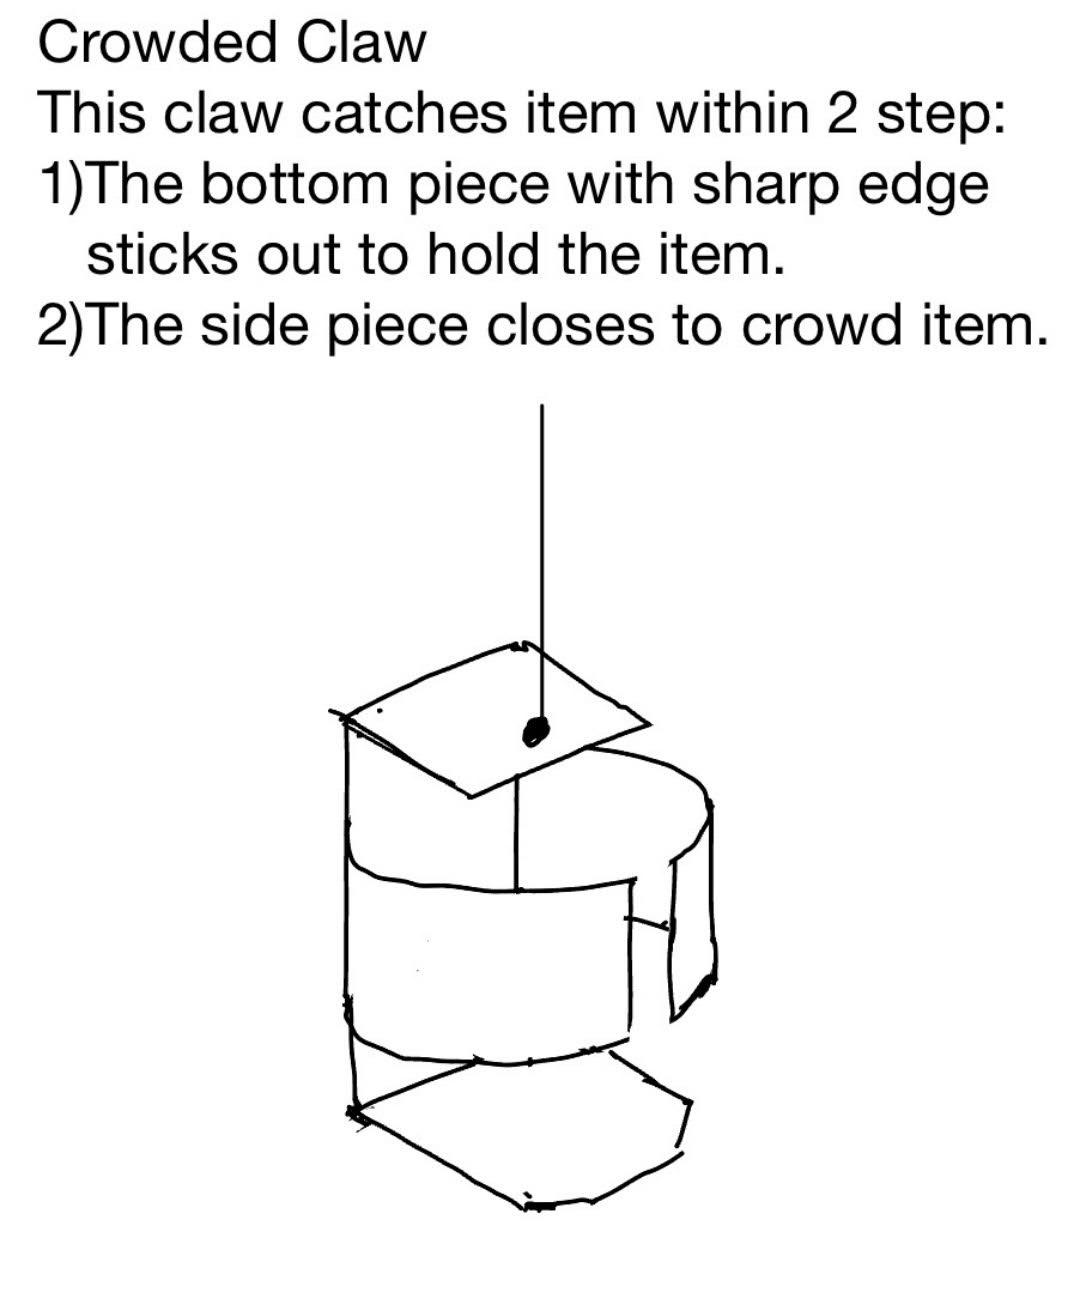 Crowded Claw
This claw catches item within 2 step:
1)The bottom piece with sharp edge
sticks out to hold the item.
2)The side piece closes to crowd item.